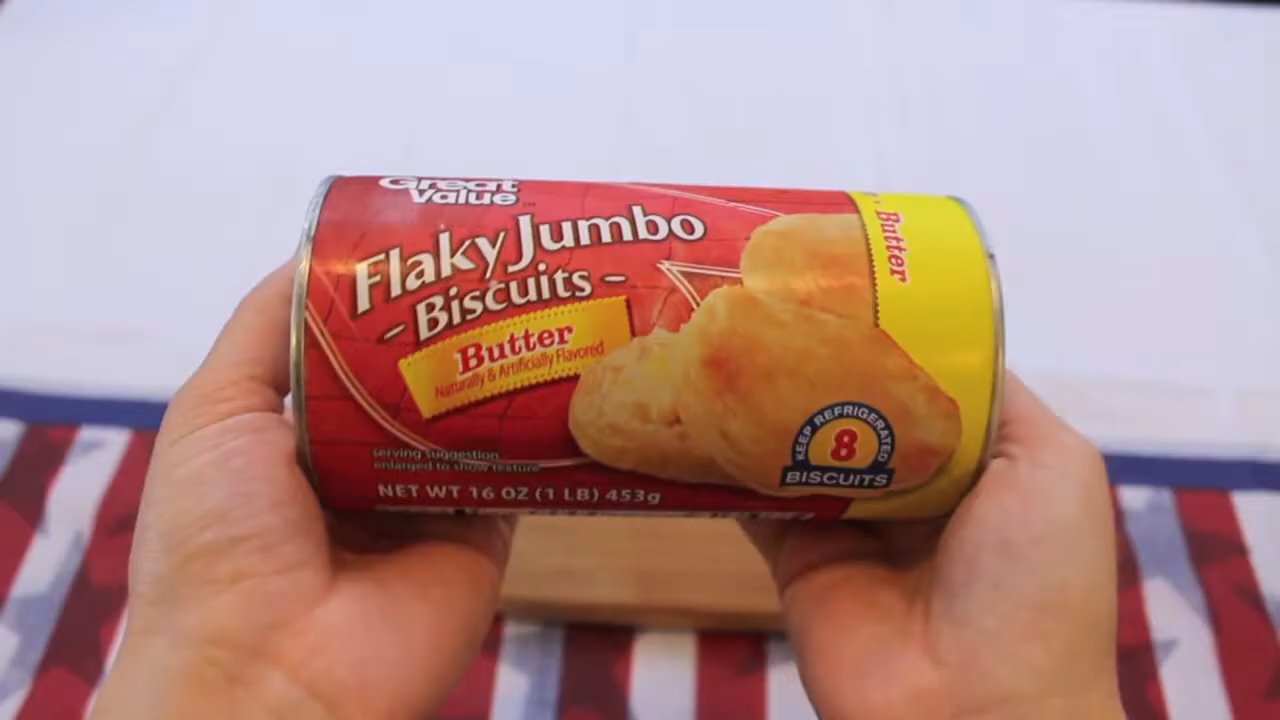 Great
Value
Flaky Jumbo
- Biscuits -
Butter
Naturally & Artificially Flavored
serving suggestion
enlarged to show texture
NET WT 16 OZ (1 LB) 453g
KEEP REFRIGERATED
8
BISCUITS
Butter